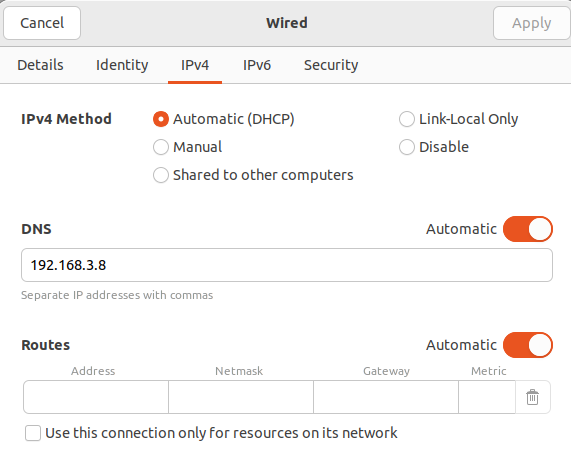 Cancel Wired Apply
Details Identity IPv4 IPv6 Security
IPv4 Method Automatic (DHCP) Link-Local Only
Manual Disable
Shared to other computers
DNS Automatic
192.168.3.8
Separate IP addresses with commas
Routes Automatic
Address Netmask Gateway Metric
Use this connection only for resources on its network